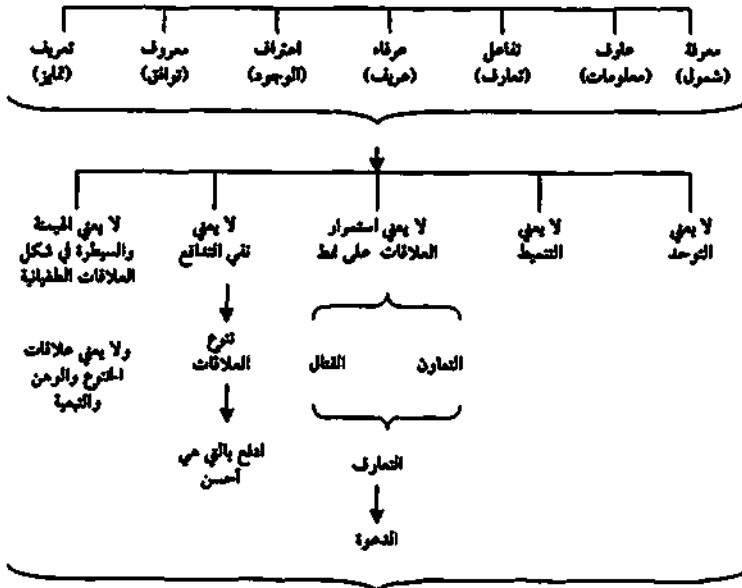 معرفة
(شمول)
عارف
(معلومات)
تفاعل
(تعارف)
عرفاء
(عريف)
اعتراف
(الوجود)
معروف
(توافق)
تعريف
(تمايز)
لا يعني
التوحد
لا يعني
التنميط
لا يعني استمرار
العلاقات على نمط
لا يعني
نفي التدافع
لا يعني الهيمنة
والسيطرة في شكل
العلاقات الطغيانية
التعاون
القتال
تنوع
العلاقات
ولا يعني علاقات
الخنوع والوهن
والتبعية
التعارف
ادفع بالتي هي
أحسن
الدعوة